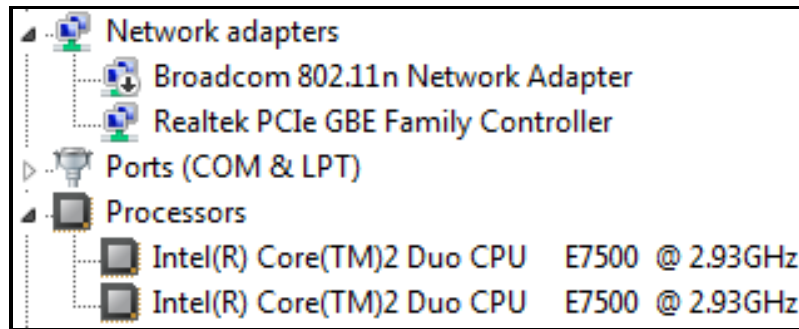 Network adapters
Broadcom 802.11n Network Adapter
Realtek PCIe GBE Family Controller
Ports (COM & LPT)
Processors
Intel(R) Core(TM)2 Duo CPU E7500 @ 2.93GHz
Intel(R) Core(TM)2 Duo CPU E7500 @ 2.93GHz